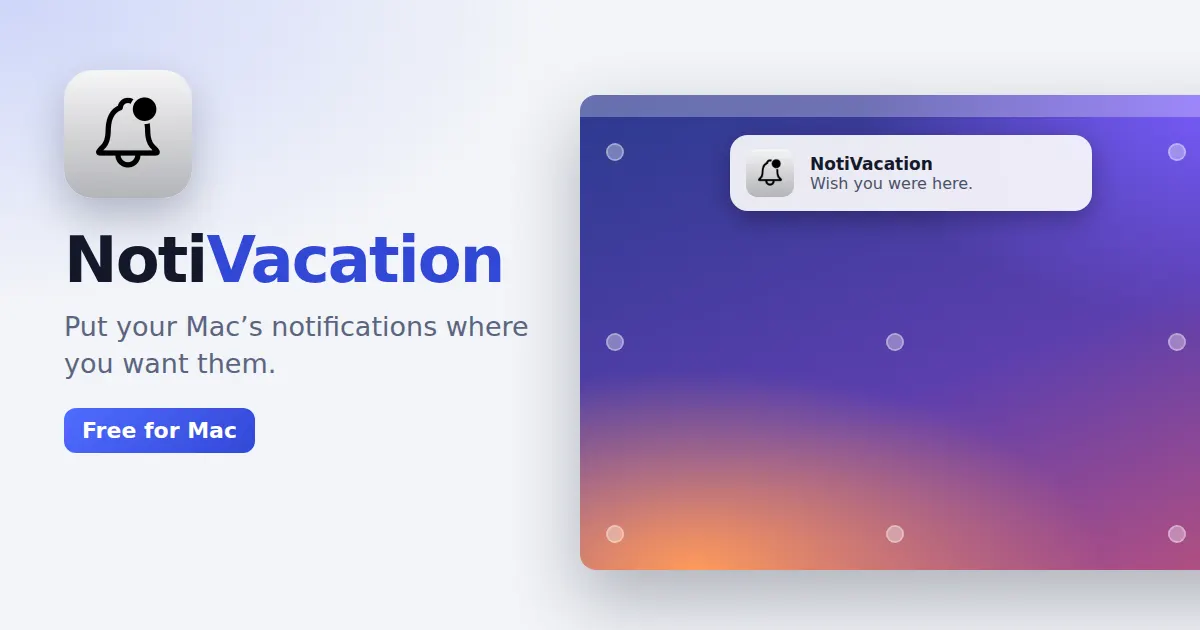 NotiVacation
Put your Mac’s notifications where
you want them.
Free for Mac
NotiVacation
Wish you were here.